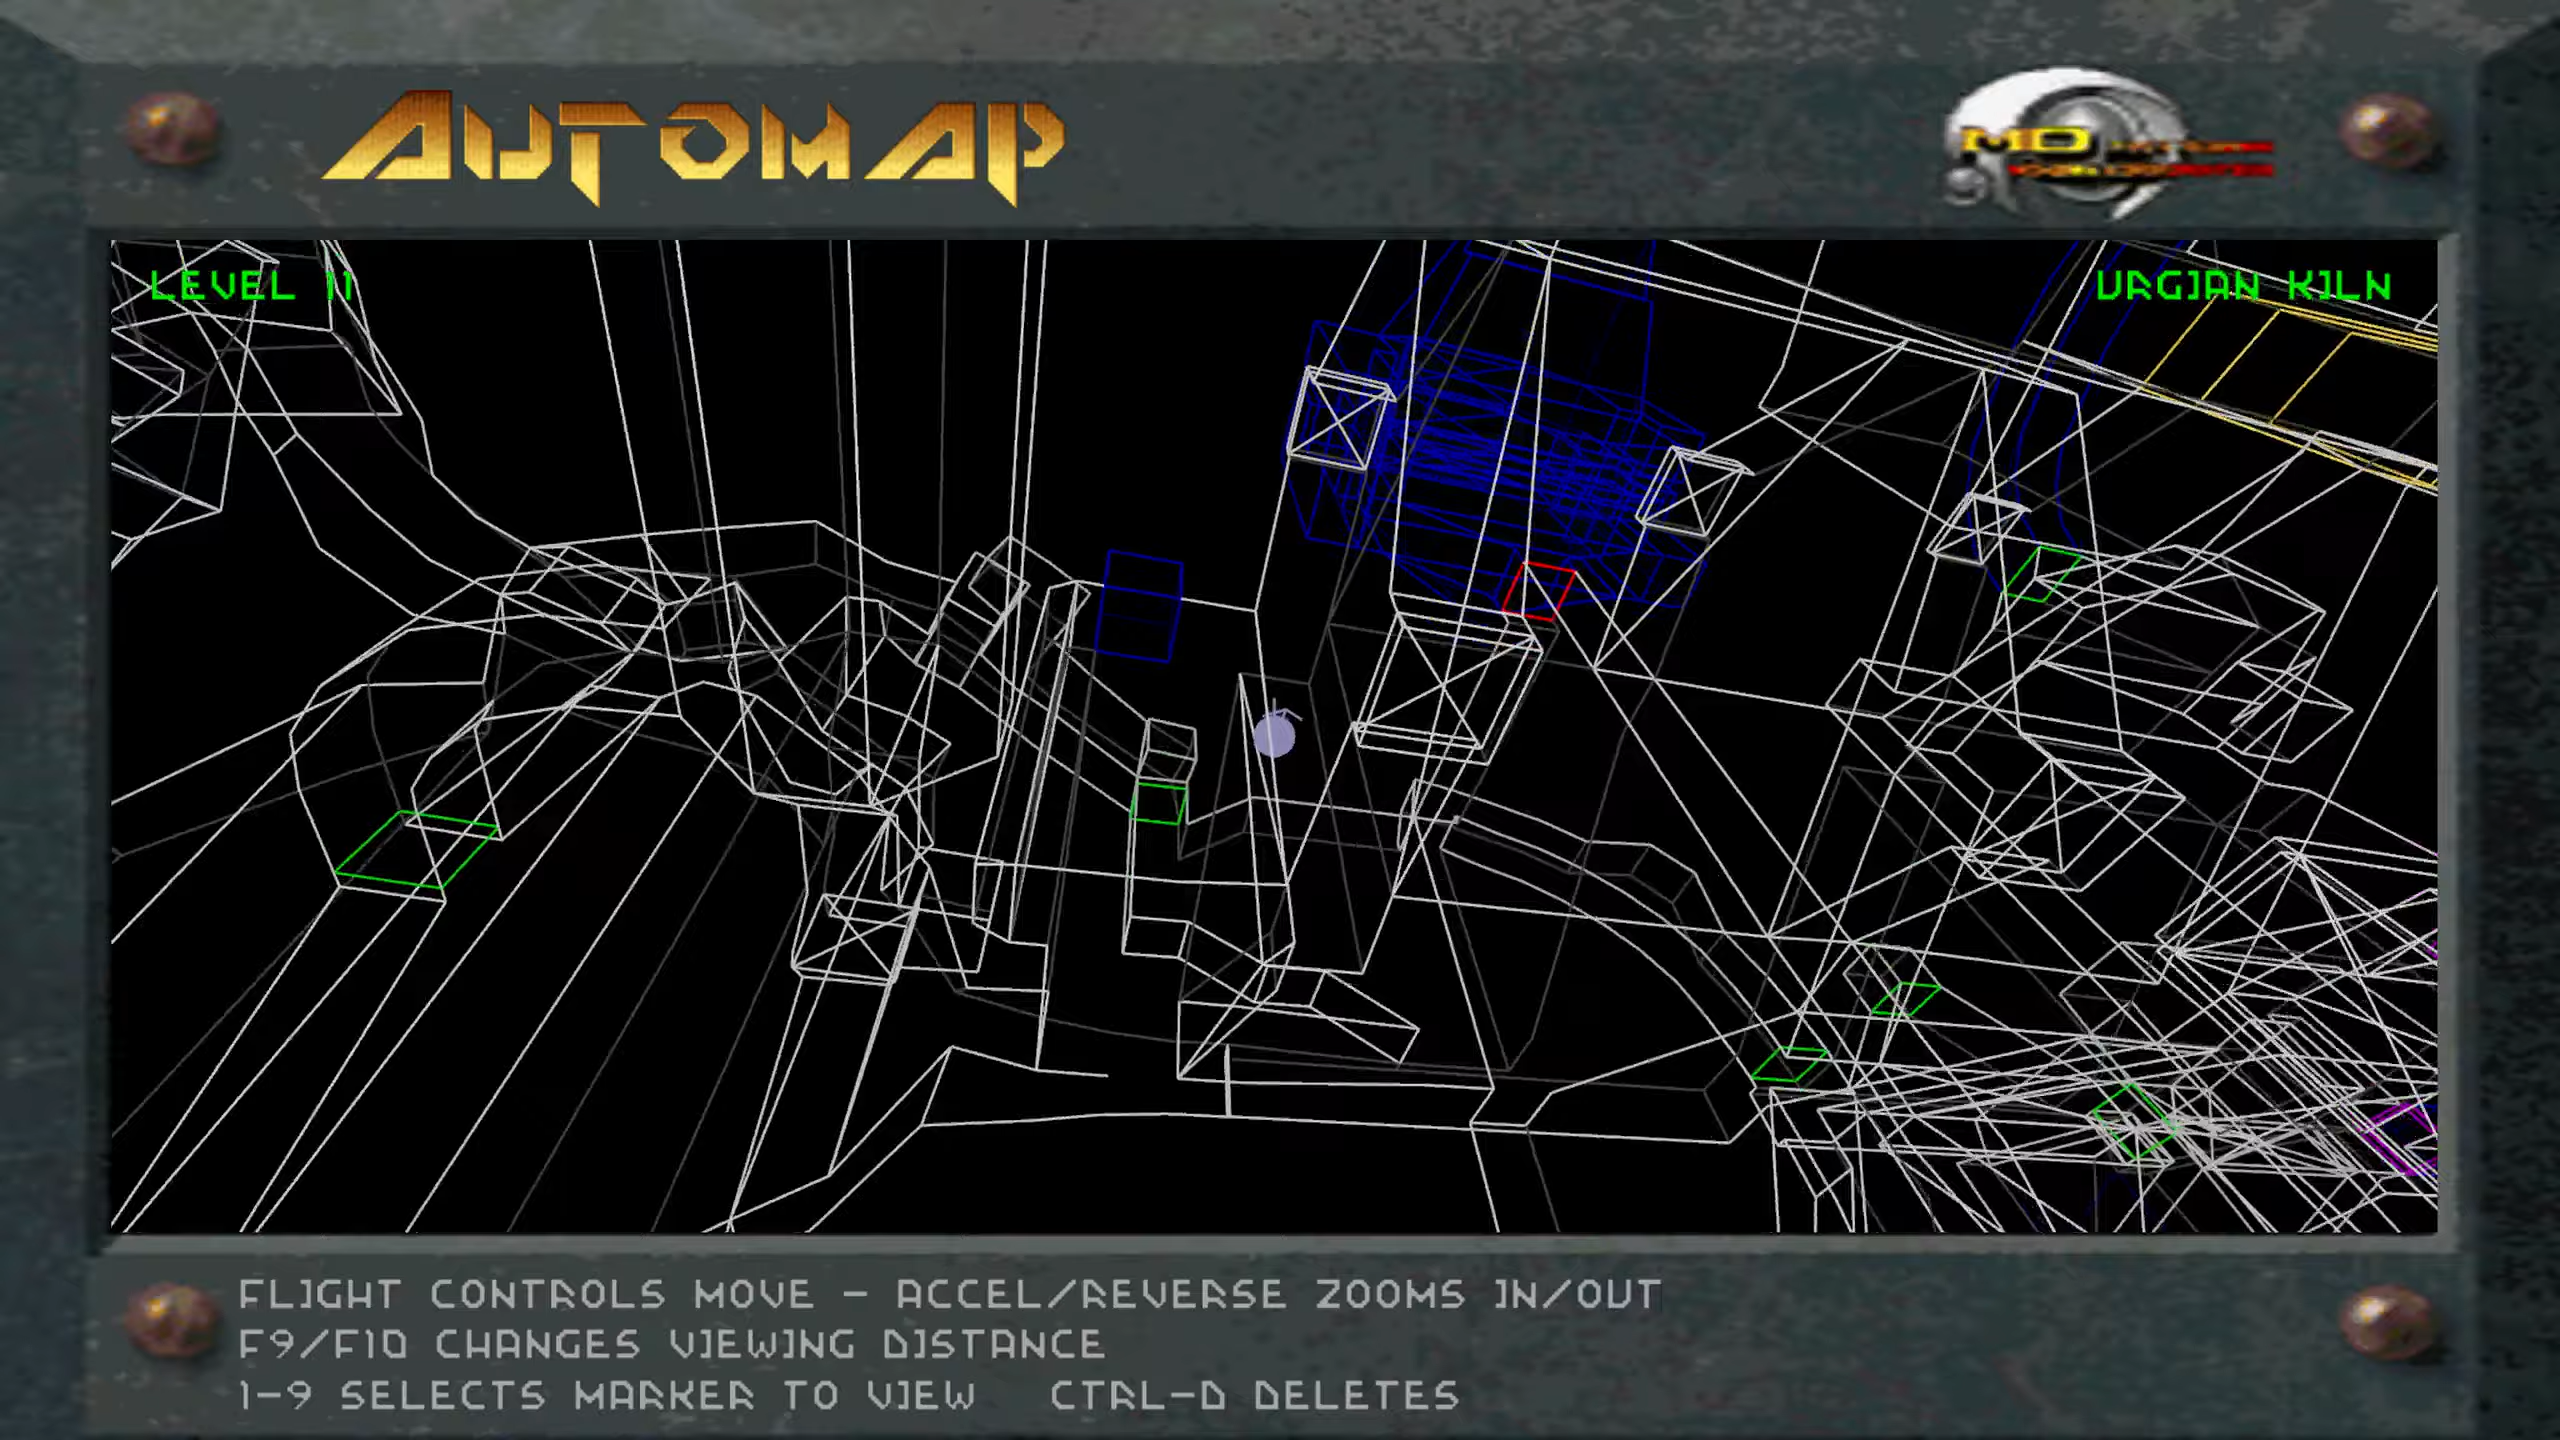 AUTOMAP
MD
LEVEL 11
VAGIAN KILN
FLIGHT CONTROLS MOVE - ACCEL/REVERSE ZOOMS IN/OUT
F9/F10 CHANGES VIEWING DISTANCE
1-9 SELECTS MARKER TO VIEW CTRL-D DELETES